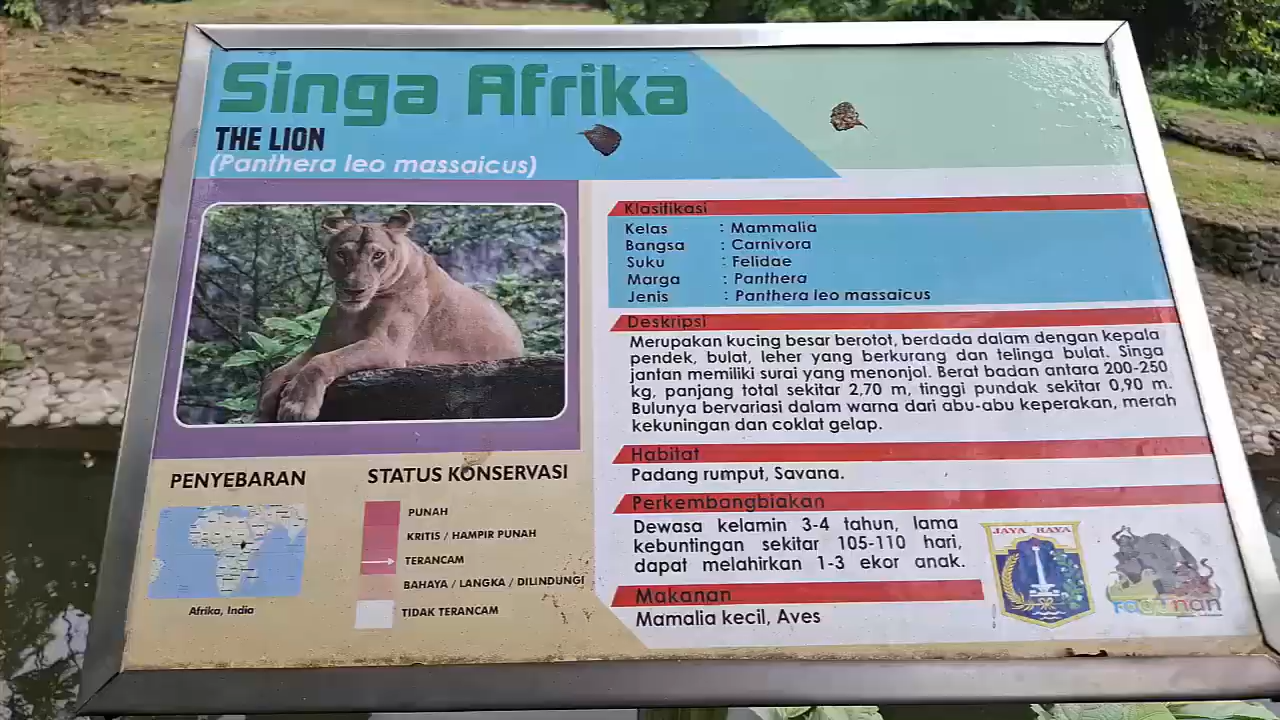 Singa Afrika
THE LION
(Panthera leo massaicus)
Klasifikasi
Kelas : Mammalia
Bangsa : Carnivora
Suku : Felidae
Marga : Panthera
Jenis : Panthera leo massaicus
Deskripsi
Merupakan kucing besar berotot, berdada dalam dengan kepala
pendek, bulat, leher yang berkurang dan telinga bulat. Singa
jantan memiliki surai yang menonjol. Berat badan antara 200-250
kg, panjang total sekitar 2,70 m, tinggi pundak sekitar 0,90 m.
Bulunya bervariasi dalam warna dari abu-abu keperakan, merah
kekuningan dan coklat gelap.
Habitat
Padang rumput, Savana.
Perkembangbiakan
Dewasa kelamin 3-4 tahun, lama
kebuntingan sekitar 105-110 hari,
dapat melahirkan 1-3 ekor anak.
Makanan
Mamalia kecil, Aves
PENYEBARAN
Afrika, India
STATUS KONSERVASI
PUNAH
KRITIS / HAMPIR PUNAH
TERANCAM
BAHAYA / LANGKA / DILINDUNGI
TIDAK TERANCAM
JAYA RAYA
ragunan